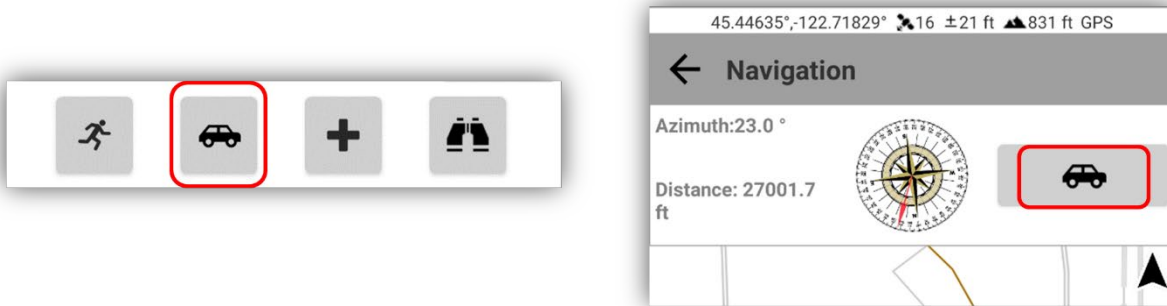 45.44635°,-122.71829° 16 ±21 ft 831 ft GPS
Navigation
Azimuth:23.0 °
Distance: 27001.7
ft